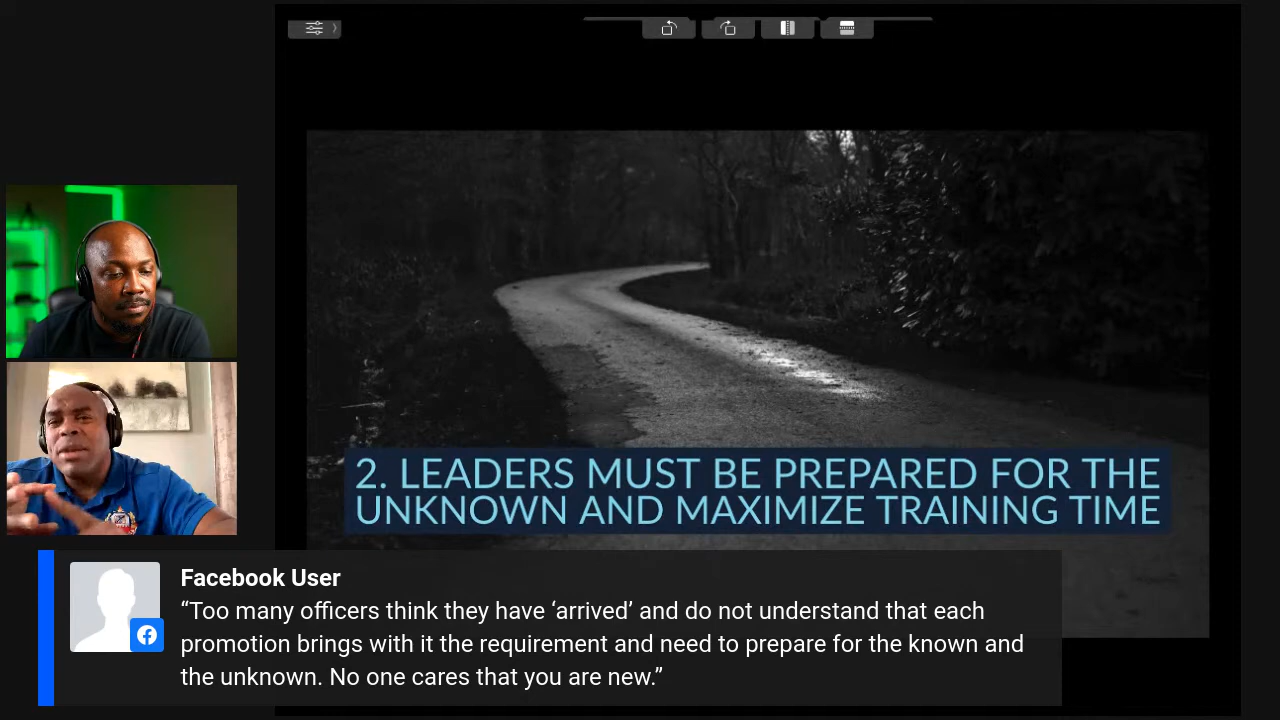 2. LEADERS MUST BE PREPARED FOR THE
UNKNOWN AND MAXIMIZE TRAINING TIME
Facebook User
“Too many officers think they have ‘arrived’ and do not understand that each
promotion brings with it the requirement and need to prepare for the known and
the unknown. No one cares that you are new.”